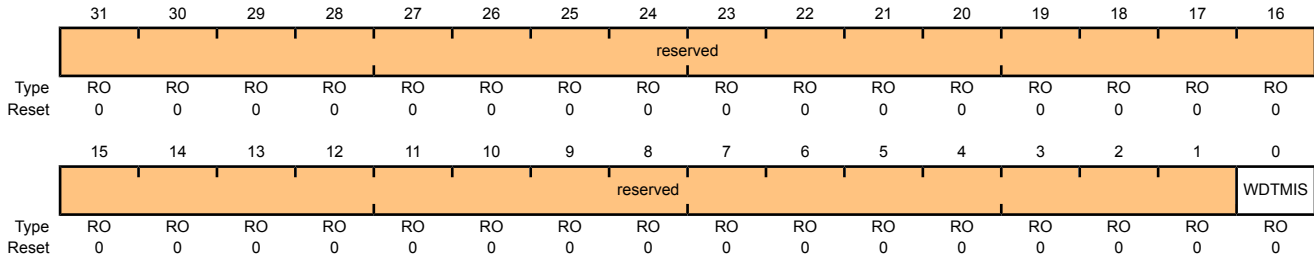 31 30 29 28 27 26 25 24 23 22 21 20 19 18 17 16
reserved
Type RO RO RO RO RO RO RO RO RO RO RO RO RO RO RO RO
Reset 0 0 0 0 0 0 0 0 0 0 0 0 0 0 0 0
15 14 13 12 11 10 9 8 7 6 5 4 3 2 1 0
reserved WDTMIS
Type RO RO RO RO RO RO RO RO RO RO RO RO RO RO RO RO
Reset 0 0 0 0 0 0 0 0 0 0 0 0 0 0 0 0